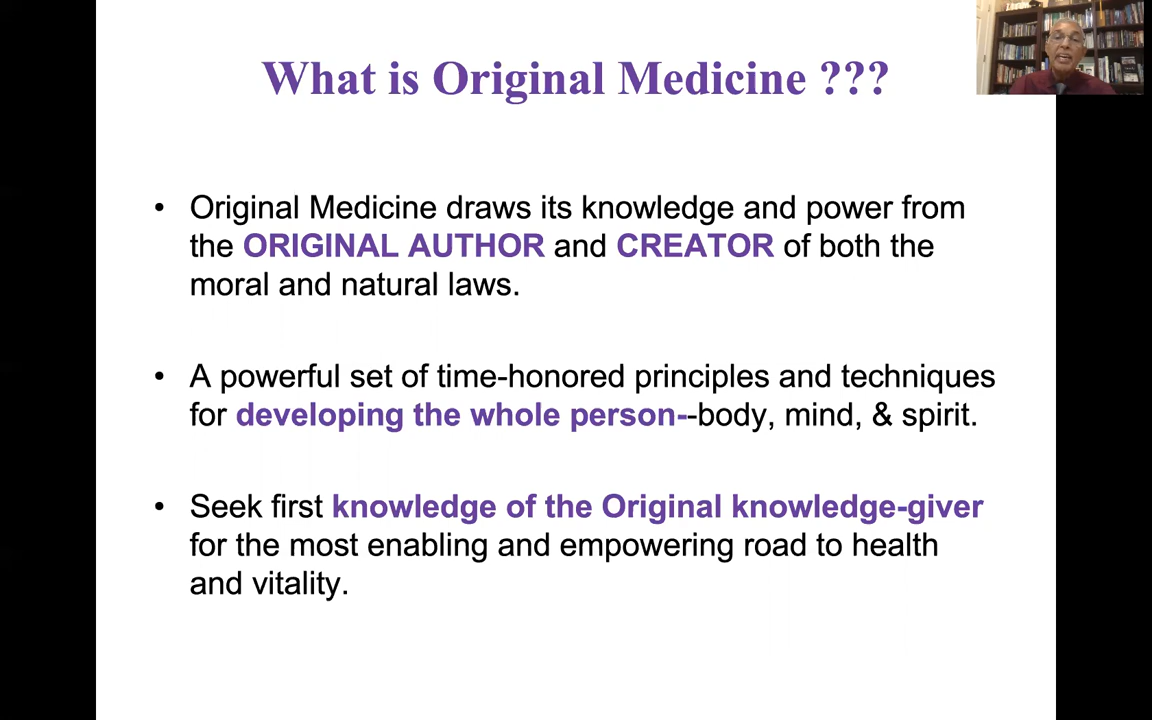 What is Original Medicine ???
• Original Medicine draws its knowledge and power from
the ORIGINAL AUTHOR and CREATOR of both the
moral and natural laws.
• A powerful set of time-honored principles and techniques
for developing the whole person--body, mind, & spirit.
• Seek first knowledge of the Original knowledge-giver
for the most enabling and empowering road to health
and vitality.